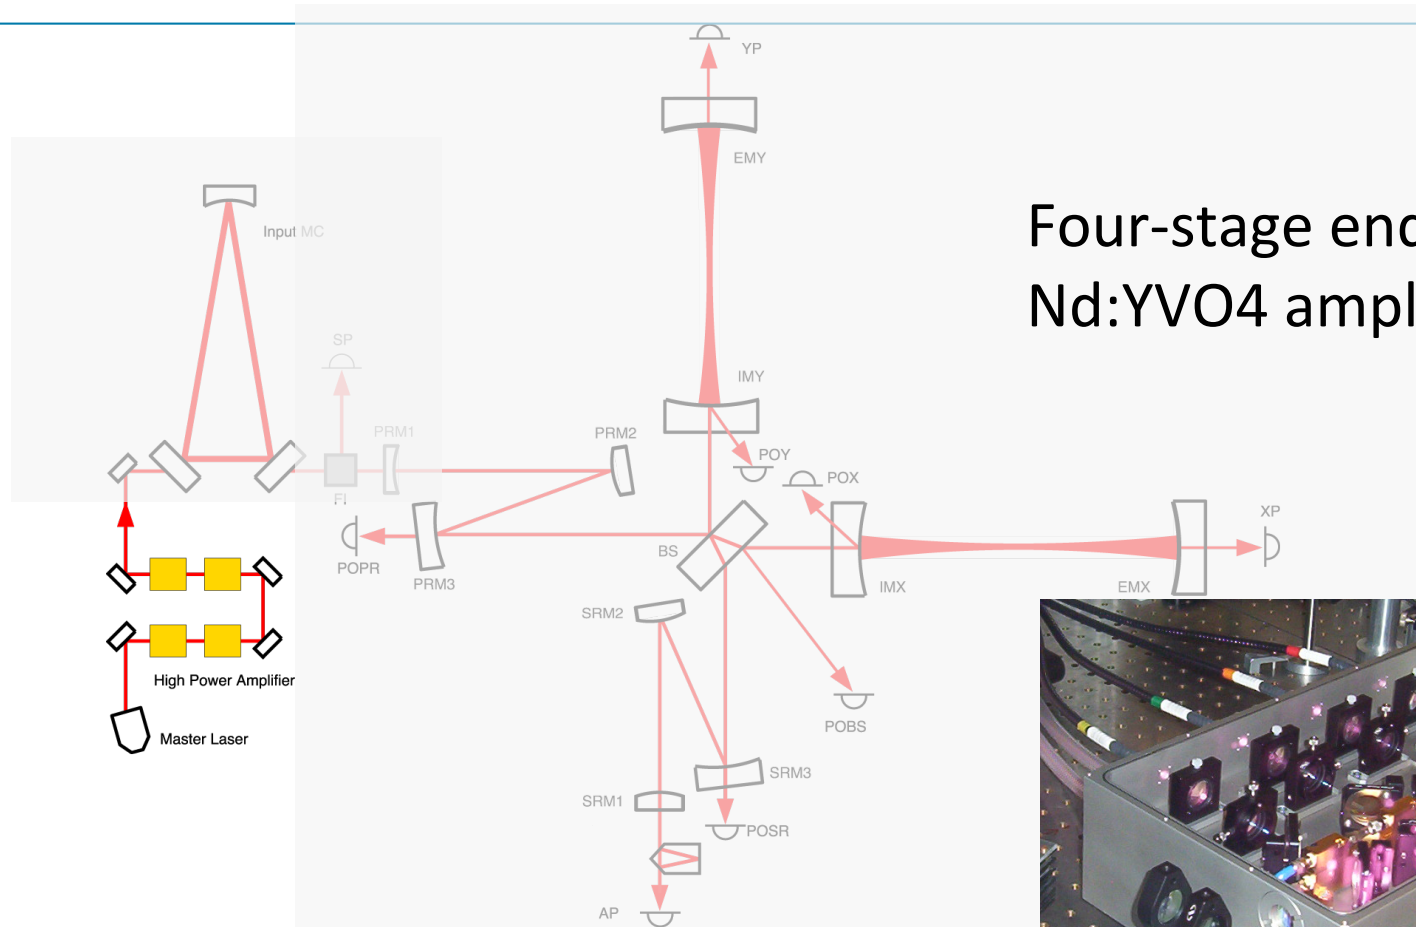 YP
EMY
Four-stage end
Nd:YVO4 ampl
Input MC
SP
IMY
PRM1
PRM2
POY
POX
FI
XP
BS
POPR
PRM3
IMX
EMX
SRM2
High Power Amplifier
Master Laser
POBS
SRM3
SRM1
POSR
AP